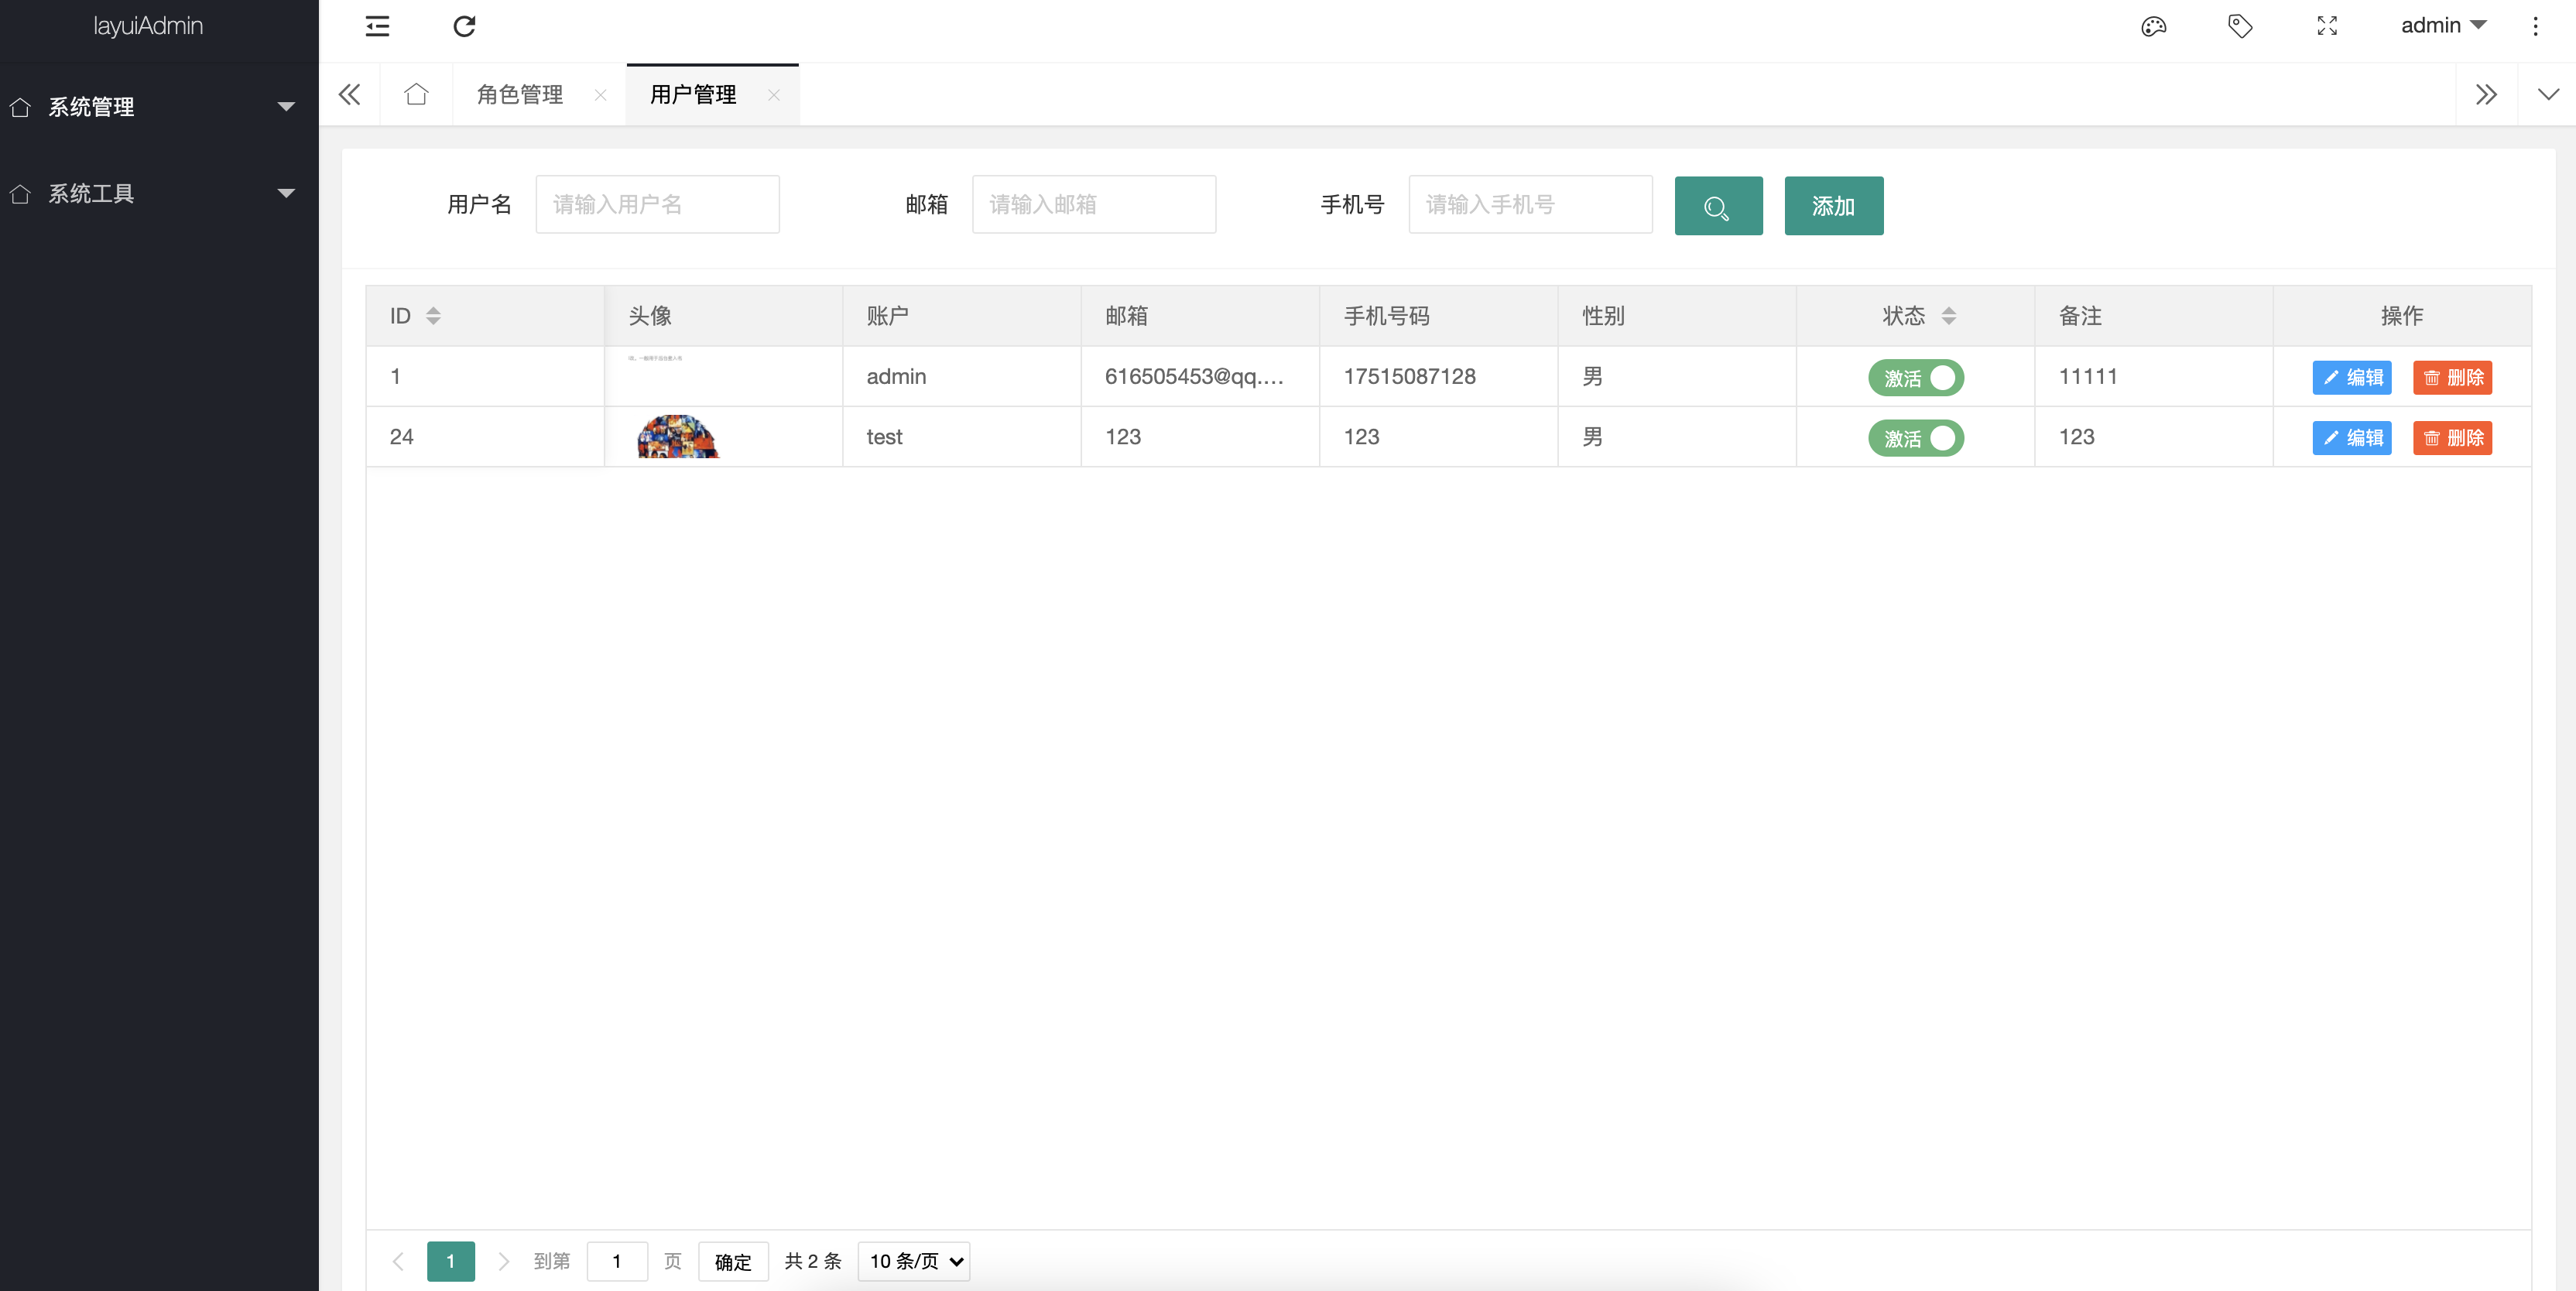 layuiAdmin
admin
系统管理
系统工具
角色管理
用户管理
用户名 请输入用户名 邮箱 请输入邮箱 手机号 请输入手机号 添加
ID 头像 账户 邮箱 手机号码 性别 状态 备注 操作
1 admin 616505453@qq.... 17515087128 男 激活 11111 编辑 删除
24 test 123 123 男 激活 123 编辑 删除
1 到第 1 页 确定 共 2 条 10 条/页